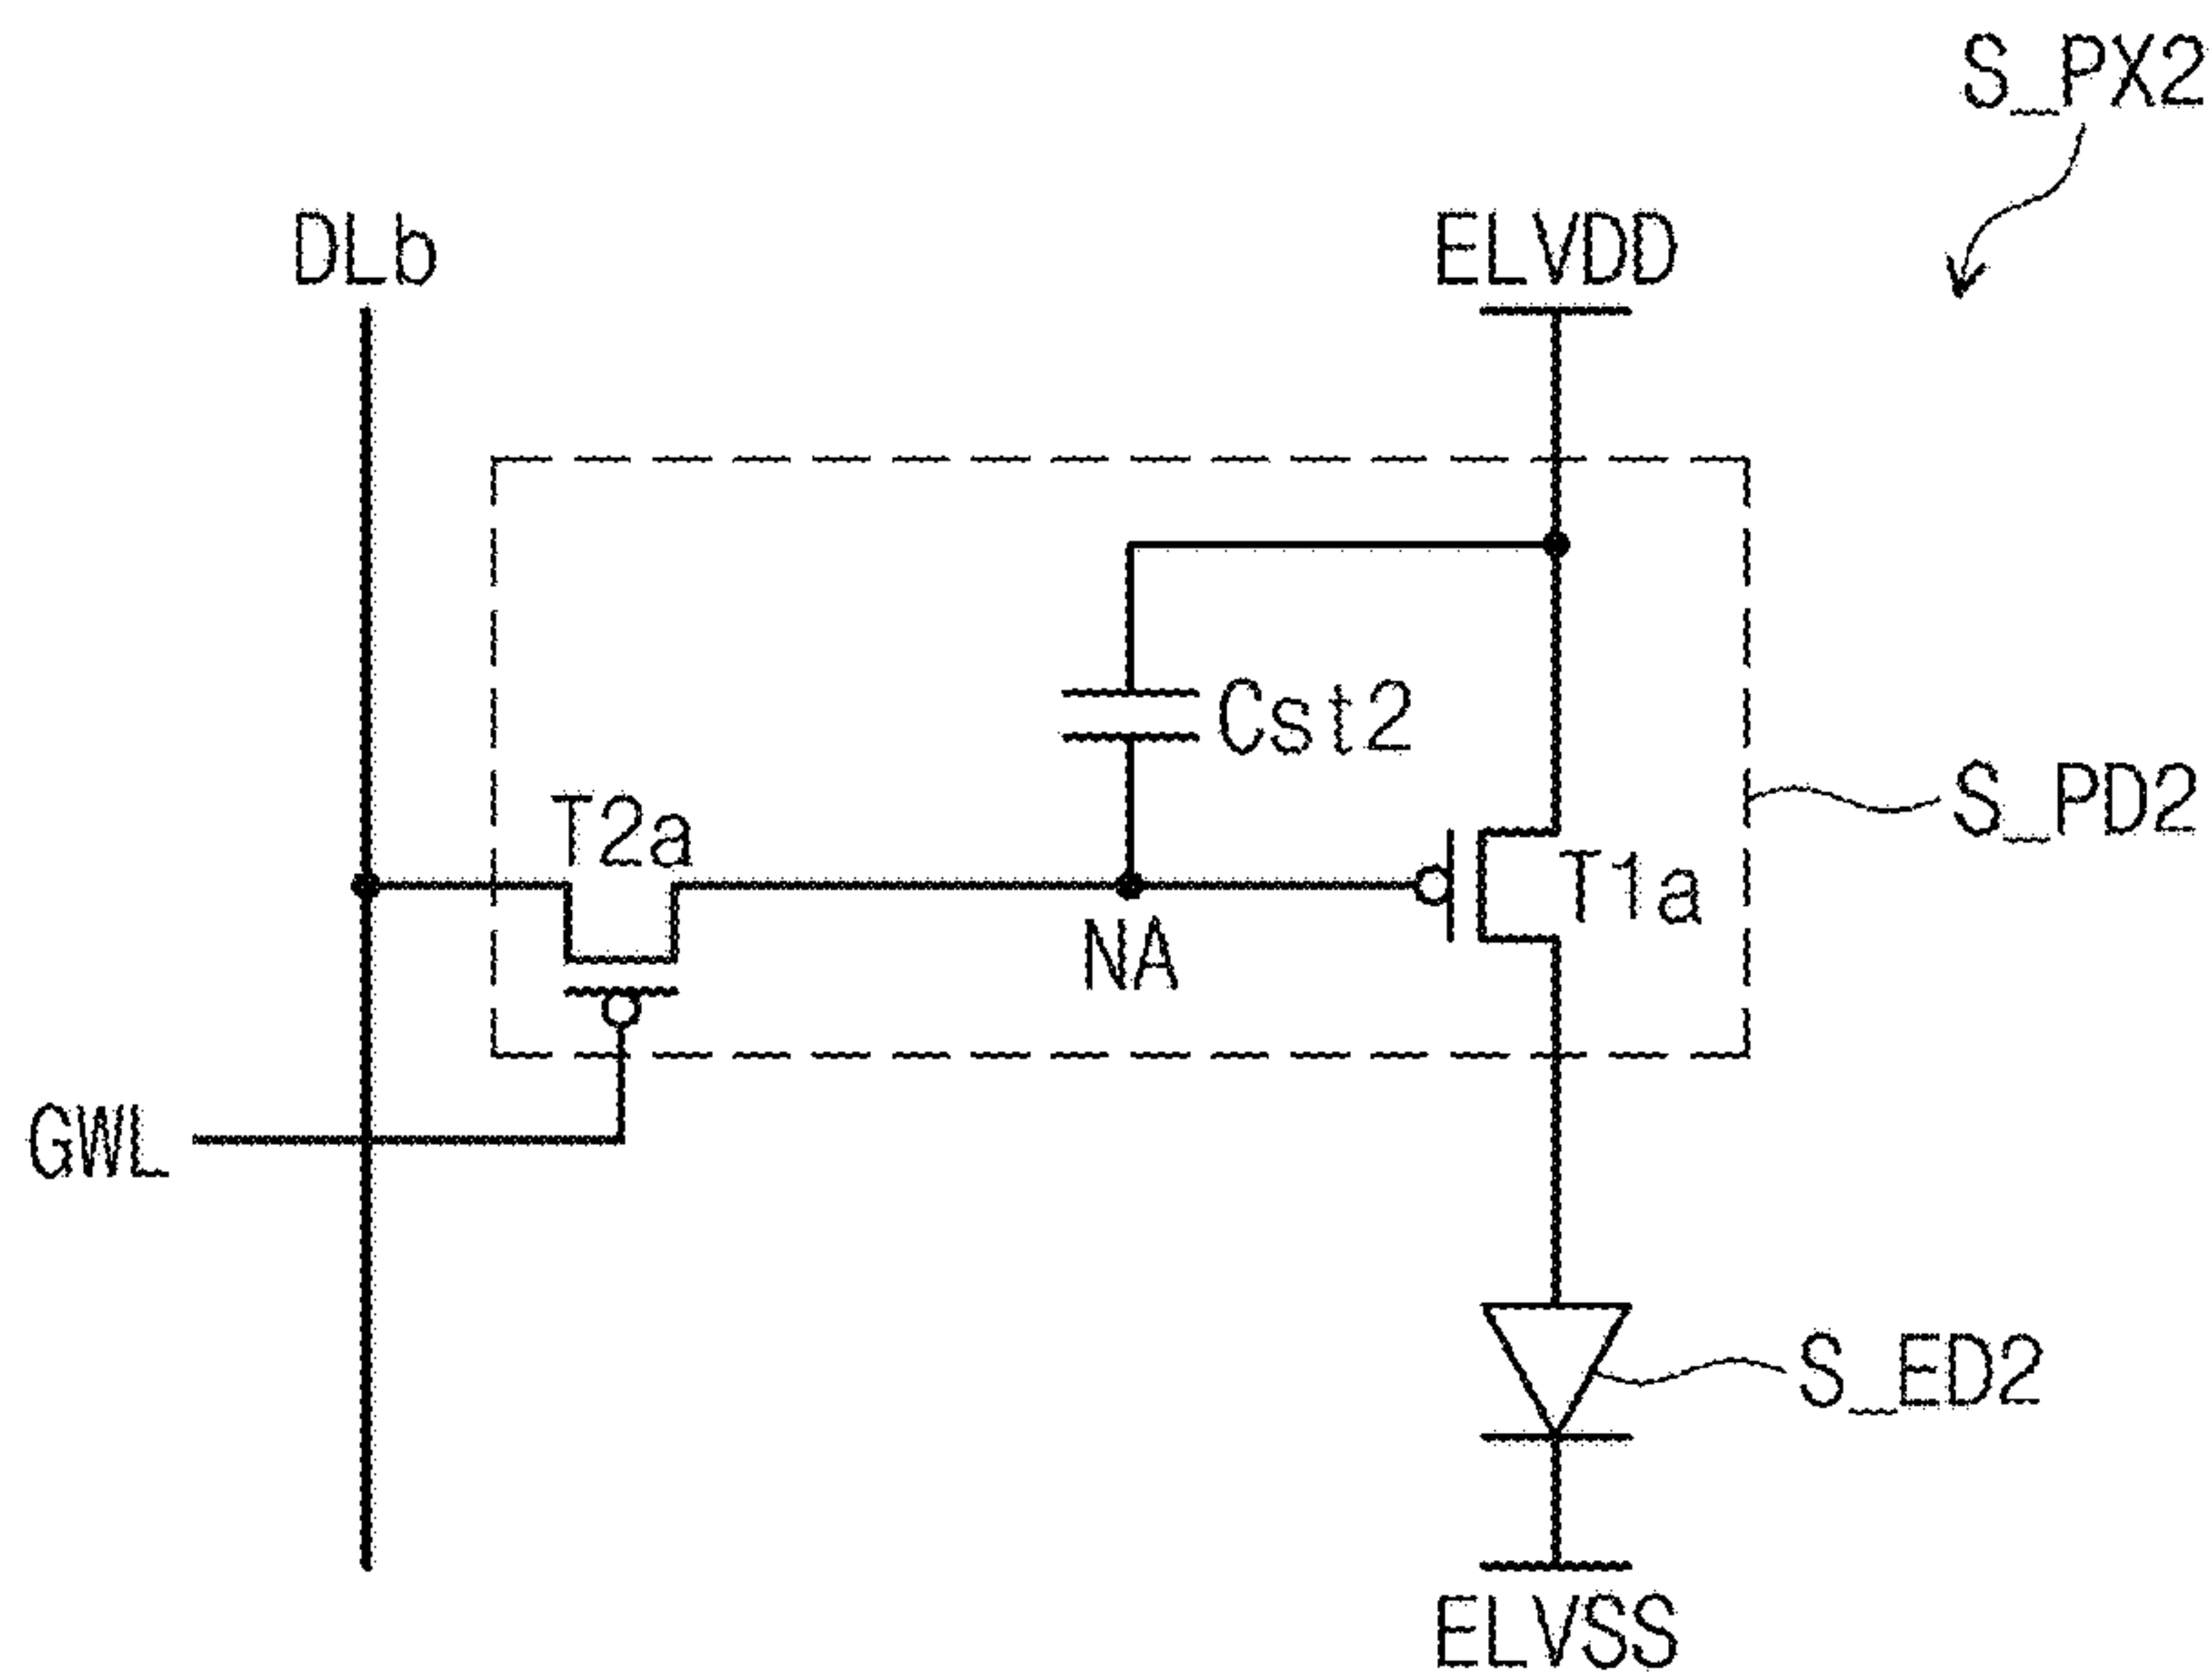 S_PX2
DLb
ELVDD
Cst2
S_PD2
T2a
T1a
NA
GWL
S_ED2
ELVSS